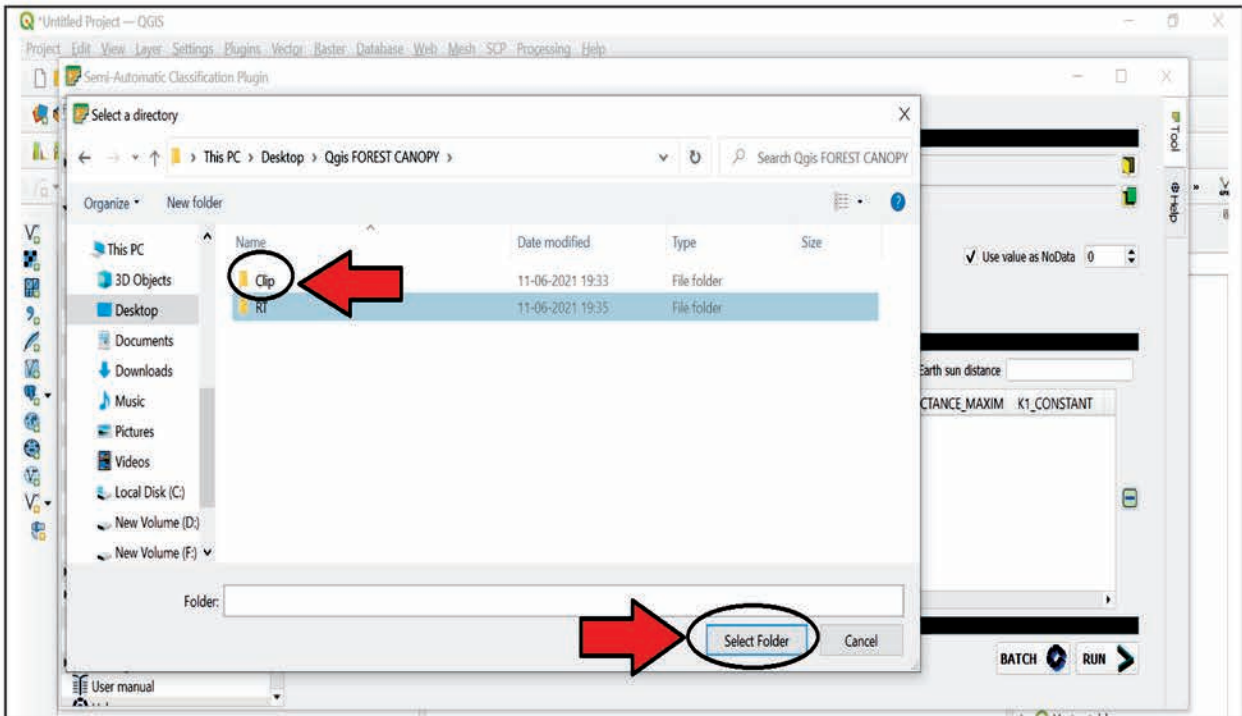 *Untitled Project — QGIS
Project Edit View Layer Settings Plugins Vector Raster Database Web Mesh SCP Processing Help
Semi-Automatic Classification Plugin
Select a directory
This PC > Desktop > Qgis FOREST CANOPY >
Search Qgis FOREST CANOPY
Organize
New folder
Tool
Help
Name Date modified Type Size
Clip 11-06-2021 19:33 File folder
RT 11-06-2021 19:35 File folder
This PC
3D Objects
Desktop
Documents
Downloads
Music
Pictures
Videos
Local Disk (C:)
New Volume (D:)
New Volume (F:)
Use value as NoData 0
Earth sun distance
CTANCE_MAXIM K1_CONSTANT
Folder:
Select Folder Cancel
BATCH RUN
User manual